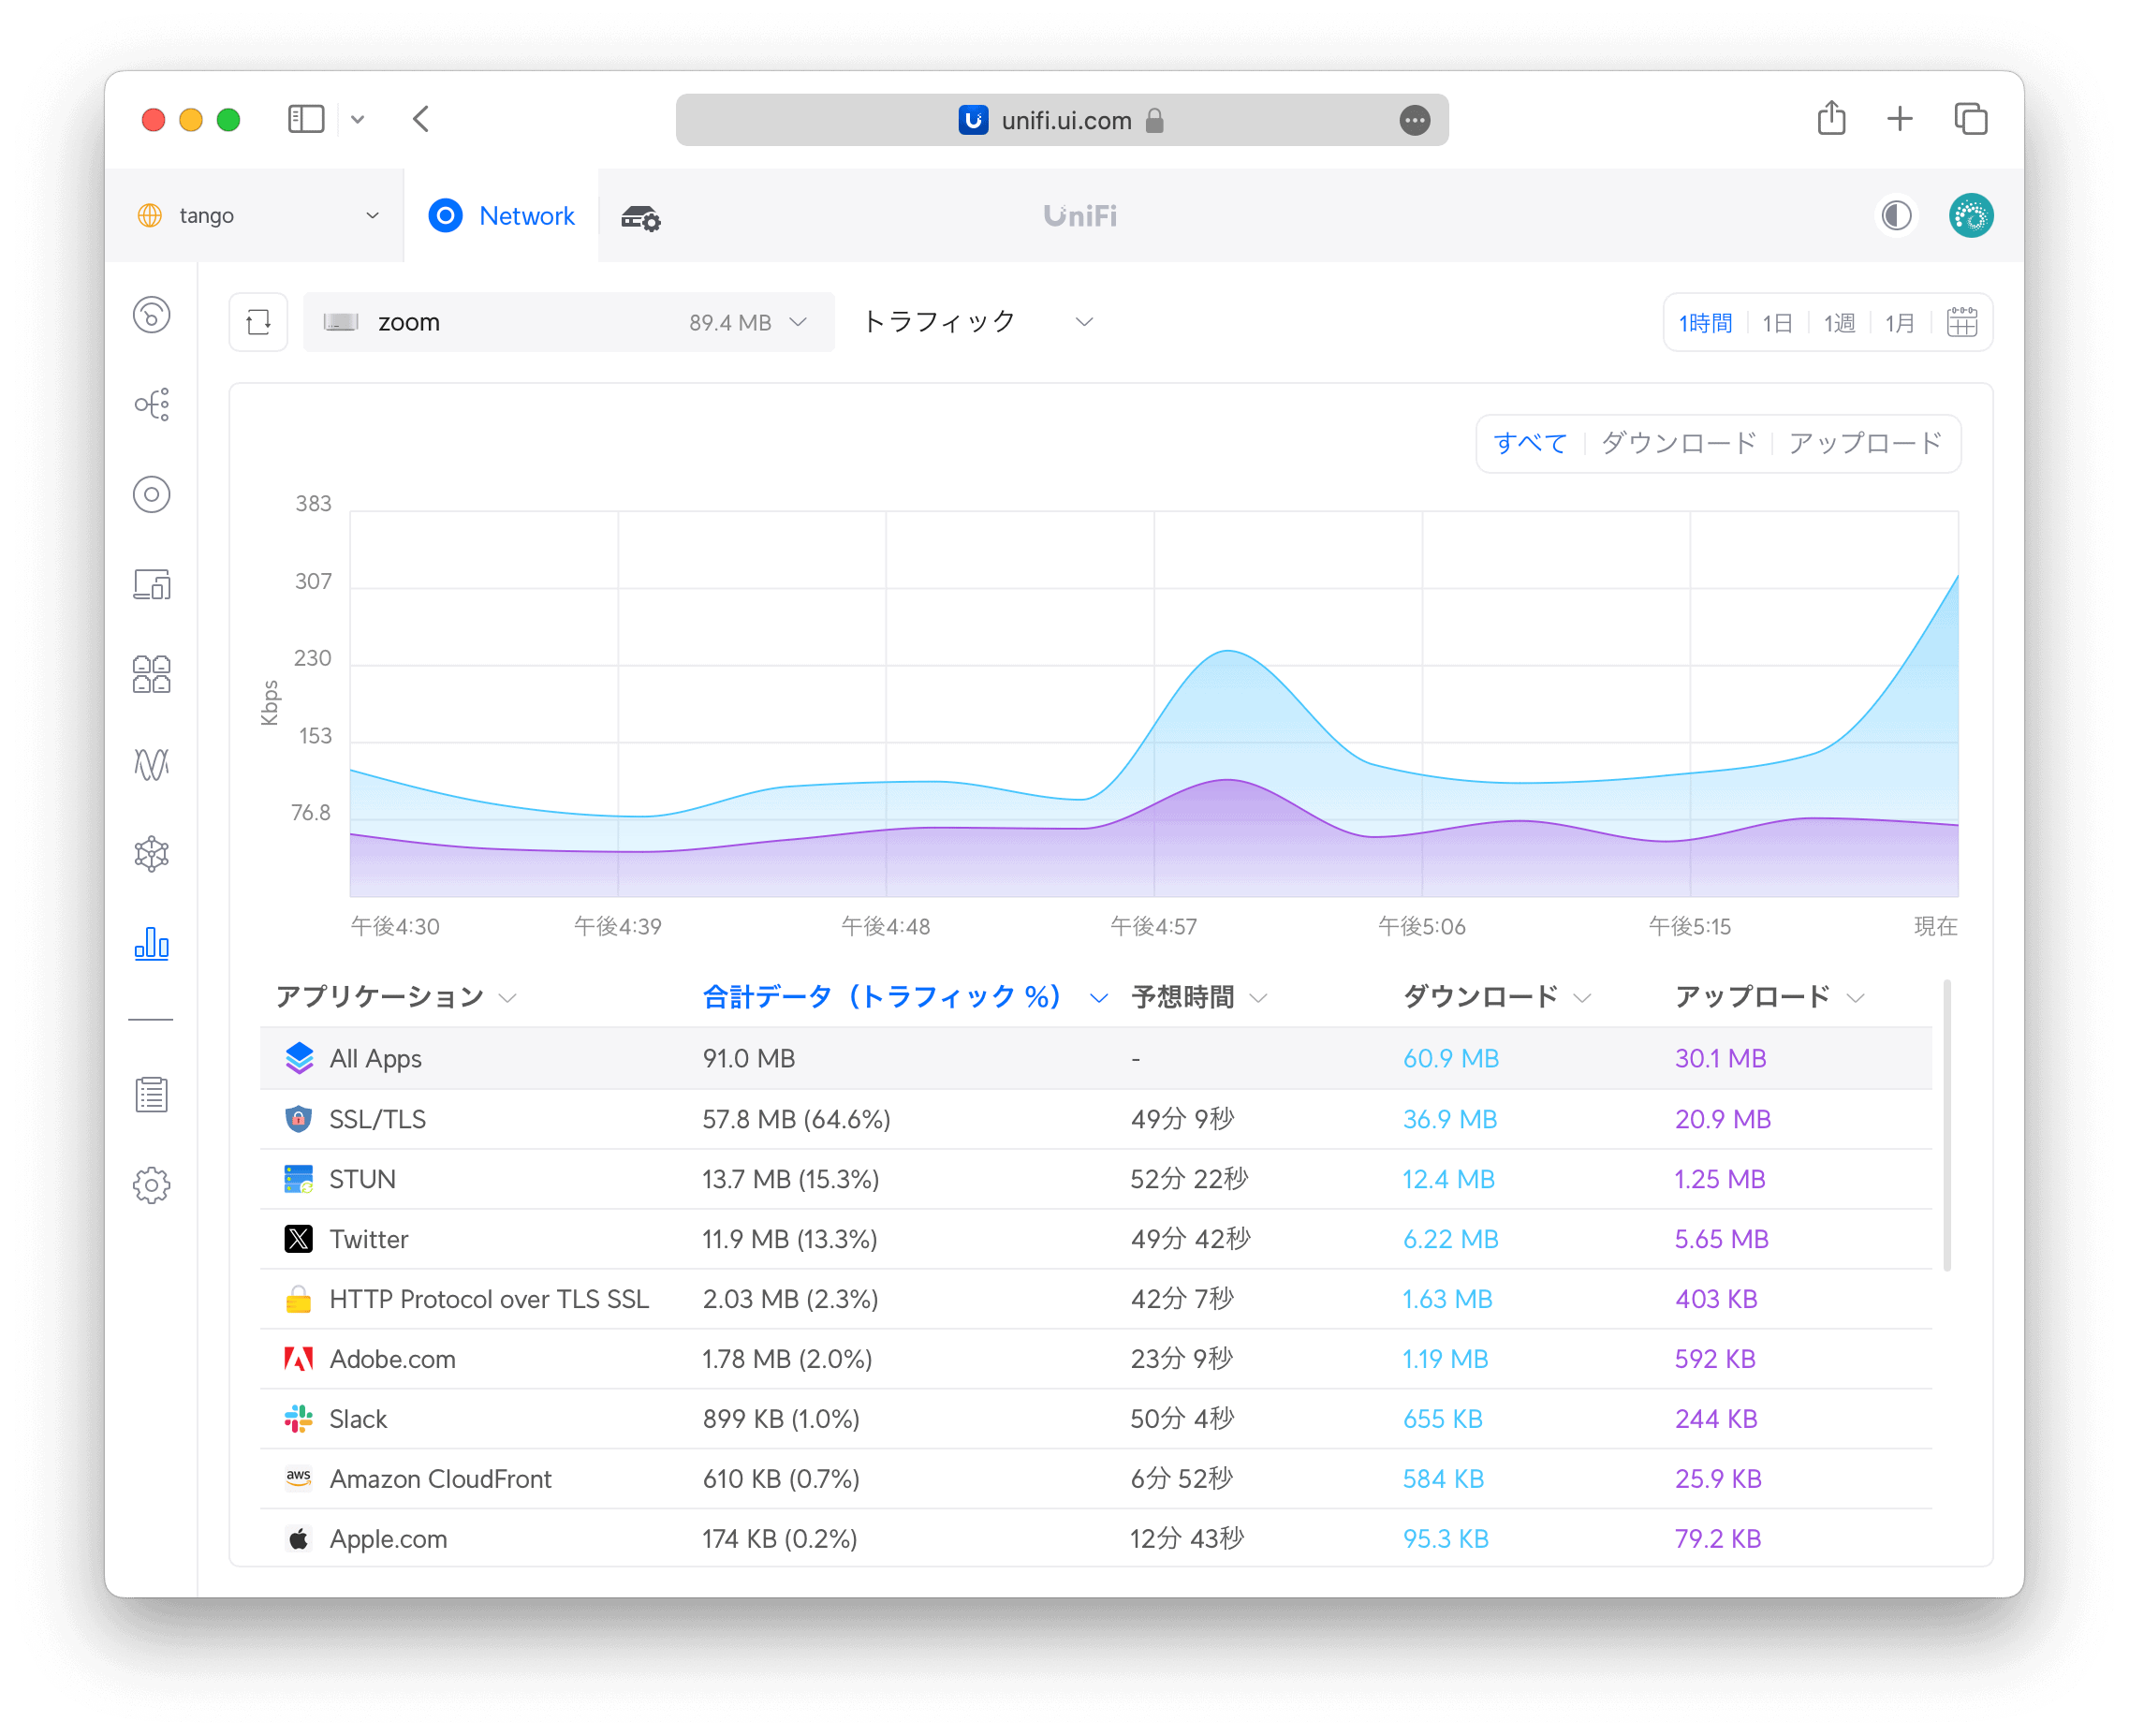 unifi.ui.com
tango
Network
UniFi
zoom 89.4 MB
トラフィック
1時間 1日 1週 1月
すべて ダウンロード アップロード
383
307
230
153
76.8
Kbps
午後4:30 午後4:39 午後4:48 午後4:57 午後5:06 午後5:15 現在
アプリケーション 合計データ（トラフィック %） 予想時間 ダウンロード アップロード
All Apps 91.0 MB - 60.9 MB 30.1 MB
SSL/TLS 57.8 MB (64.6%) 49分 9秒 36.9 MB 20.9 MB
STUN 13.7 MB (15.3%) 52分 22秒 12.4 MB 1.25 MB
Twitter 11.9 MB (13.3%) 49分 42秒 6.22 MB 5.65 MB
HTTP Protocol over TLS SSL 2.03 MB (2.3%) 42分 7秒 1.63 MB 403 KB
Adobe.com 1.78 MB (2.0%) 23分 9秒 1.19 MB 592 KB
Slack 899 KB (1.0%) 50分 4秒 655 KB 244 KB
aws Amazon CloudFront 610 KB (0.7%) 6分 52秒 584 KB 25.9 KB
Apple.com 174 KB (0.2%) 12分 43秒 95.3 KB 79.2 KB